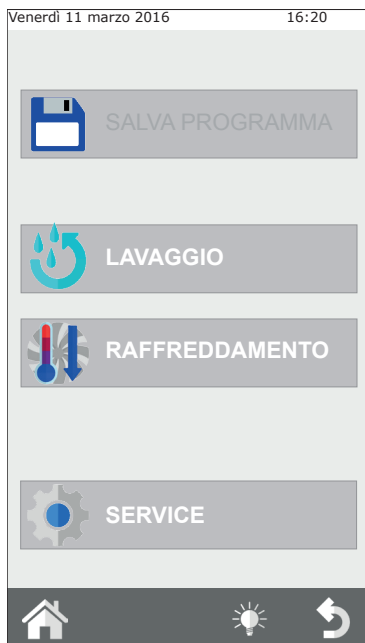 Venerdì 11 marzo 2016 16:20
SALVA PROGRAMMA
LAVAGGIO
RAFFREDDAMENTO
SERVICE